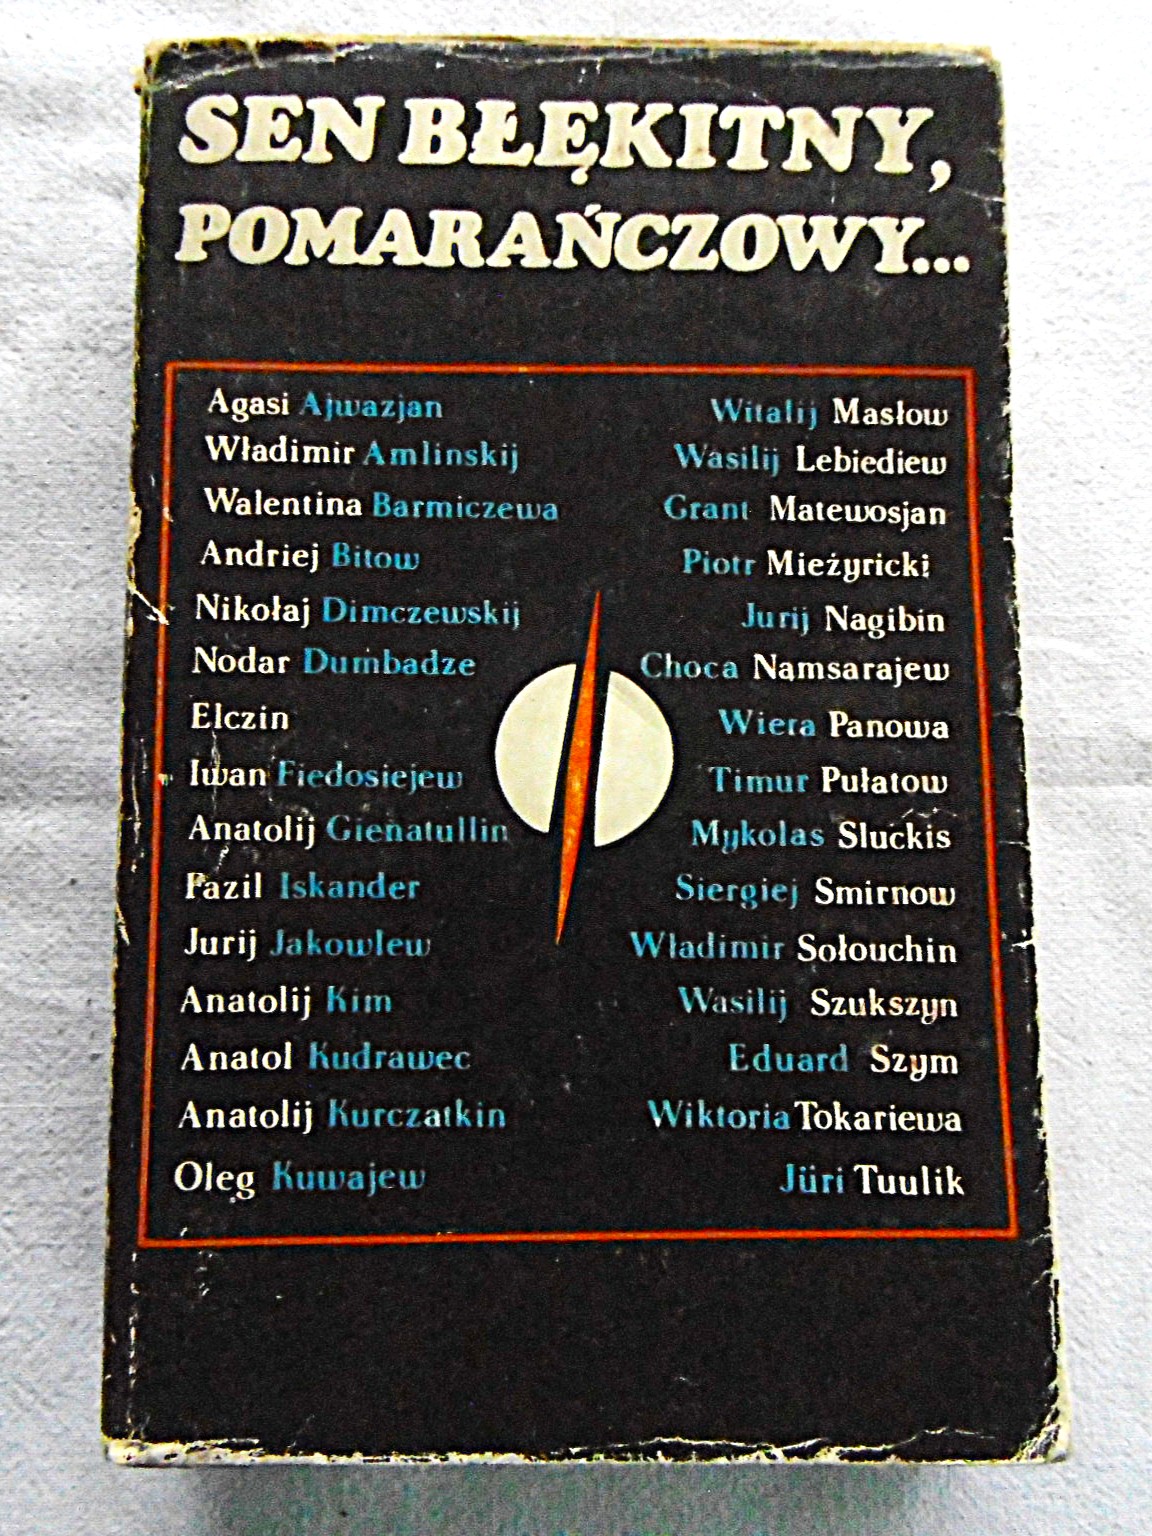 SEN BŁĘKITNY,
POMARAŃCZOWY...
Agasi Ajwazjan
Władimir Amlinskij
Walentina Barmiczewa
Andriej Bitow
Nikołaj Dimczewskij
Nodar Dumbadze
Elczin
Iwan Fiedosiejew
Anatolij Gienatullin
Fazil Iskander
Jurij Jakowlew
Anatolij Kim
Anatol Kudrawec
Anatolij Kurczatkin
Oleg Kuwajew
Witalij Masłow
Wasilij Lebiediew
Grant Matewosjan
Piotr Mieżyricki
Jurij Nagibin
Choca Namsarajew
Wiera Panowa
Timur Pułatow
Mykolas Sluckis
Siergiej Smirnow
Władimir Sołouchin
Wasilij Szukszyn
Eduard Szym
Wiktoria Tokariewa
Jüri Tuulik